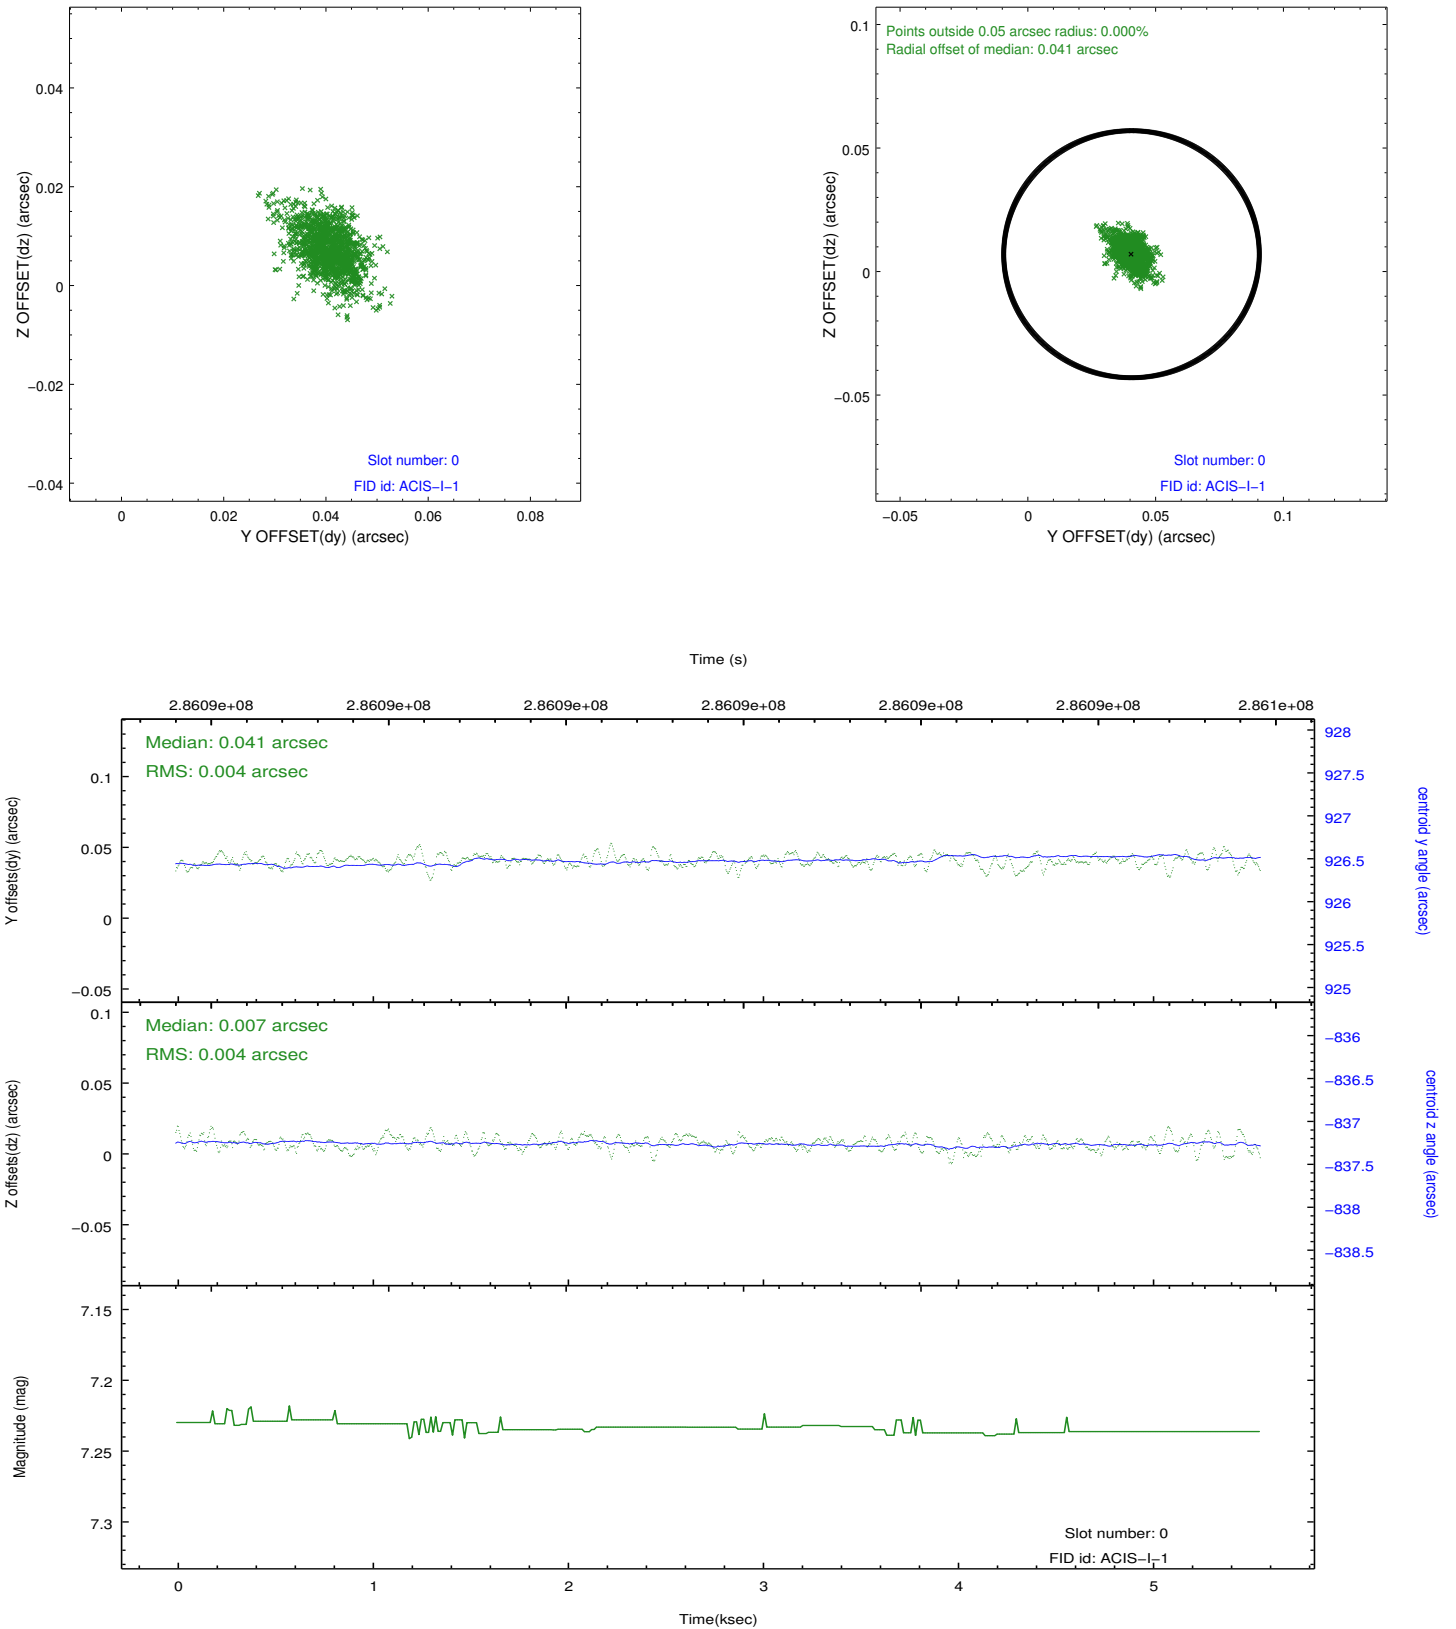 0.04
0.02
0
−0.02
−0.04
Z OFFSET(dz) (arcsec)
Slot number: 0
FID id: ACIS−I−1
0
0.02
0.04
0.06
0.08
Y OFFSET(dy) (arcsec)
Points outside 0.05 arcsec radius: 0.000%
Radial offset of median: 0.041 arcsec
0.1
0.05
0
−0.05
Z OFFSET(dz) (arcsec)
Slot number: 0
FID id: ACIS−I−1
−0.05
0
0.05
0.1
Y OFFSET(dy) (arcsec)
Time (s)
2.8609e+08
2.8609e+08
2.8609e+08
2.8609e+08
2.8609e+08
2.8609e+08
2.861e+08
Median: 0.041 arcsec
RMS: 0.004 arcsec
0.1
0.05
0
−0.05
Y offsets(dy) (arcsec)
928
927.5
927
926.5
926
925.5
925
centroid y angle (arcsec)
Median: 0.007 arcsec
RMS: 0.004 arcsec
0.1
0.05
0
−0.05
Z offsets(dz) (arcsec)
−836
−836.5
−837
−837.5
−838
−838.5
centroid z angle (arcsec)
7.15
7.2
7.25
7.3
Magnitude (mag)
Slot number: 0
FID id: ACIS−I−1
0
1
2
3
4
5
Time(ksec)